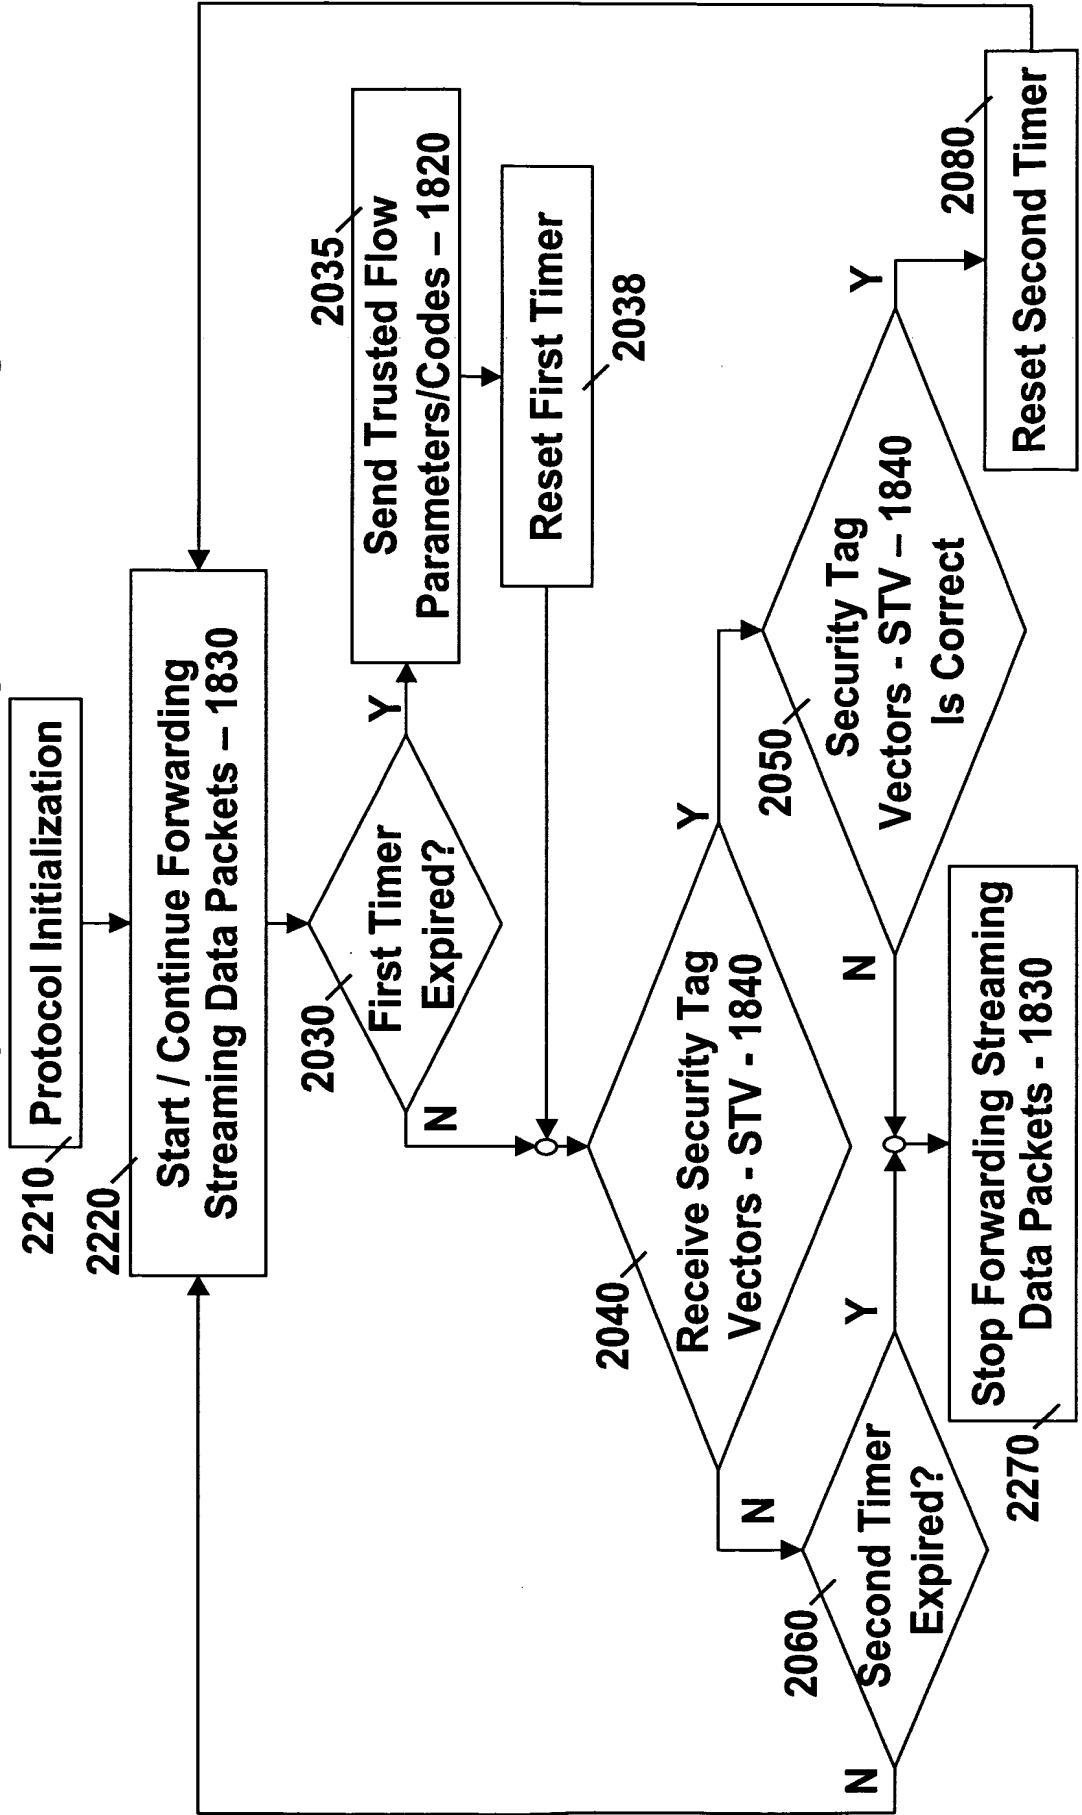 2210
Protocol Initialization
2220
Start / Continue Forwarding
Streaming Data Packets – 1830
2030
First Timer
Expired?
Y
N
2035
Send Trusted Flow
Parameters/Codes – 1820
Reset First Timer
2038
2040
Receive Security Tag
Vectors - STV - 1840
Y
N
2050
Security Tag
Vectors - STV – 1840
Is Correct
Y
N
2080
Reset Second Timer
2060
Second Timer
Expired?
Y
N
2270
Stop Forwarding Streaming
Data Packets - 1830